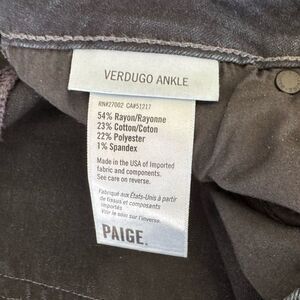 VERDUGO ANKLE
RN#27002 CA#51217
54% Rayon/Rayonne
23% Cotton/Coton
22% Polyester
1% Spandex
Made in the USA of Imported
fabric and components.
See care on reverse.
Fabriqué aux États-Unis à partir
de tissus et composants
importés
Voir le soin sur l'inverse.
PAIGE.